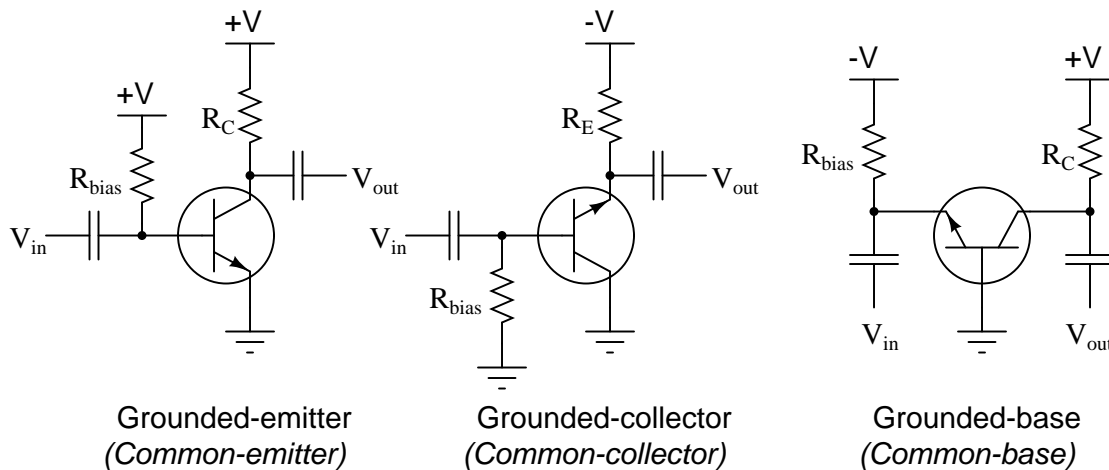 +V
+V
R_C
R_bias
V_in
V_out
-V
R_E
V_in
V_out
R_bias
-V
+V
R_bias
R_C
V_in
V_out
Grounded-emitter
(Common-emitter)
Grounded-collector
(Common-collector)
Grounded-base
(Common-base)